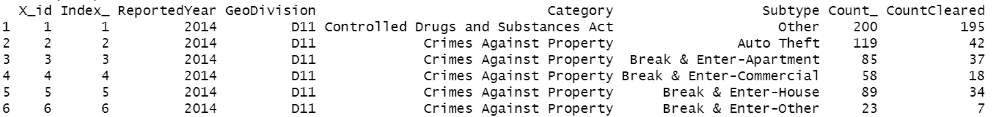 X_id Index_ ReportedYear GeoDivision Category Subtype Count_ CountCleared
1 1 1 2014 D11 Controlled Drugs and Substances Act Other 200 195
2 2 2 2014 D11 Crimes Against Property Auto Theft 119 42
3 3 3 2014 D11 Crimes Against Property Break & Enter-Apartment 85 37
4 4 4 2014 D11 Crimes Against Property Break & Enter-Commercial 58 18
5 5 5 2014 D11 Crimes Against Property Break & Enter-House 89 34
6 6 6 2014 D11 Crimes Against Property Break & Enter-Other 23 7